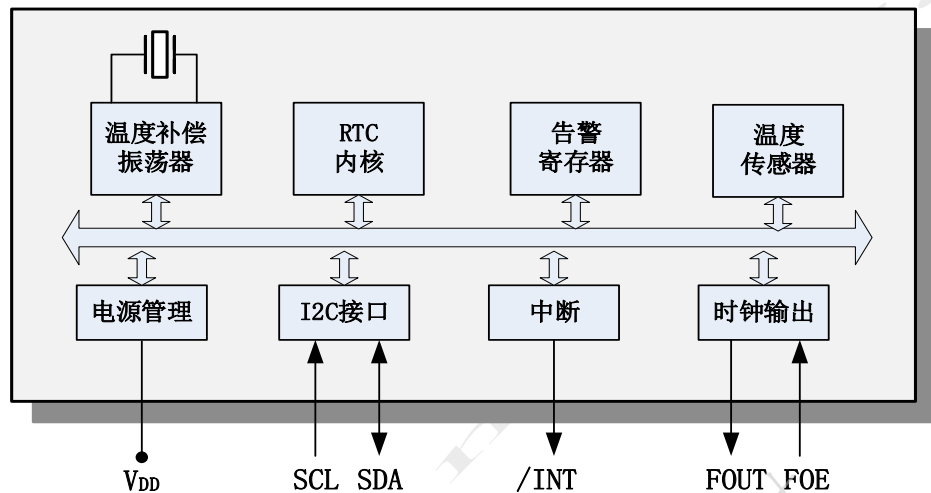 温度补偿
振荡器
RTC
内核
告警
寄存器
温度
传感器
电源管理
I2C接口
中断
时钟输出
VDD
SCL SDA
/INT
FOUT FOE